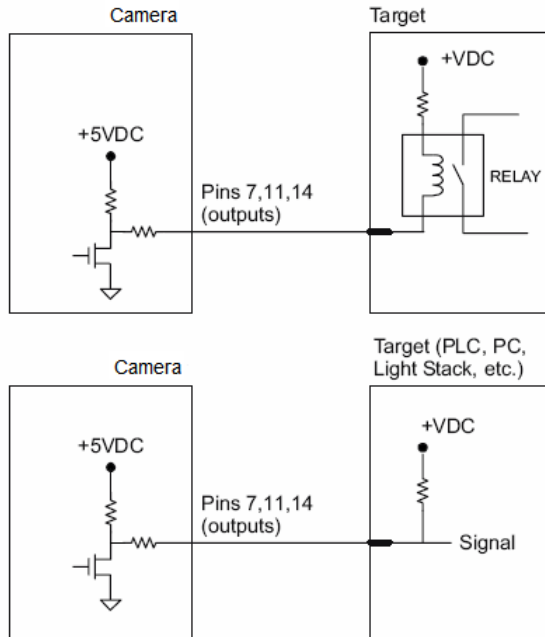 Camera
Target
+VDC
+5VDC
RELAY
Pins 7,11,14
(outputs)
Camera
Target (PLC, PC,
Light Stack, etc.)
+VDC
+5VDC
Pins 7,11,14
(outputs)
Signal